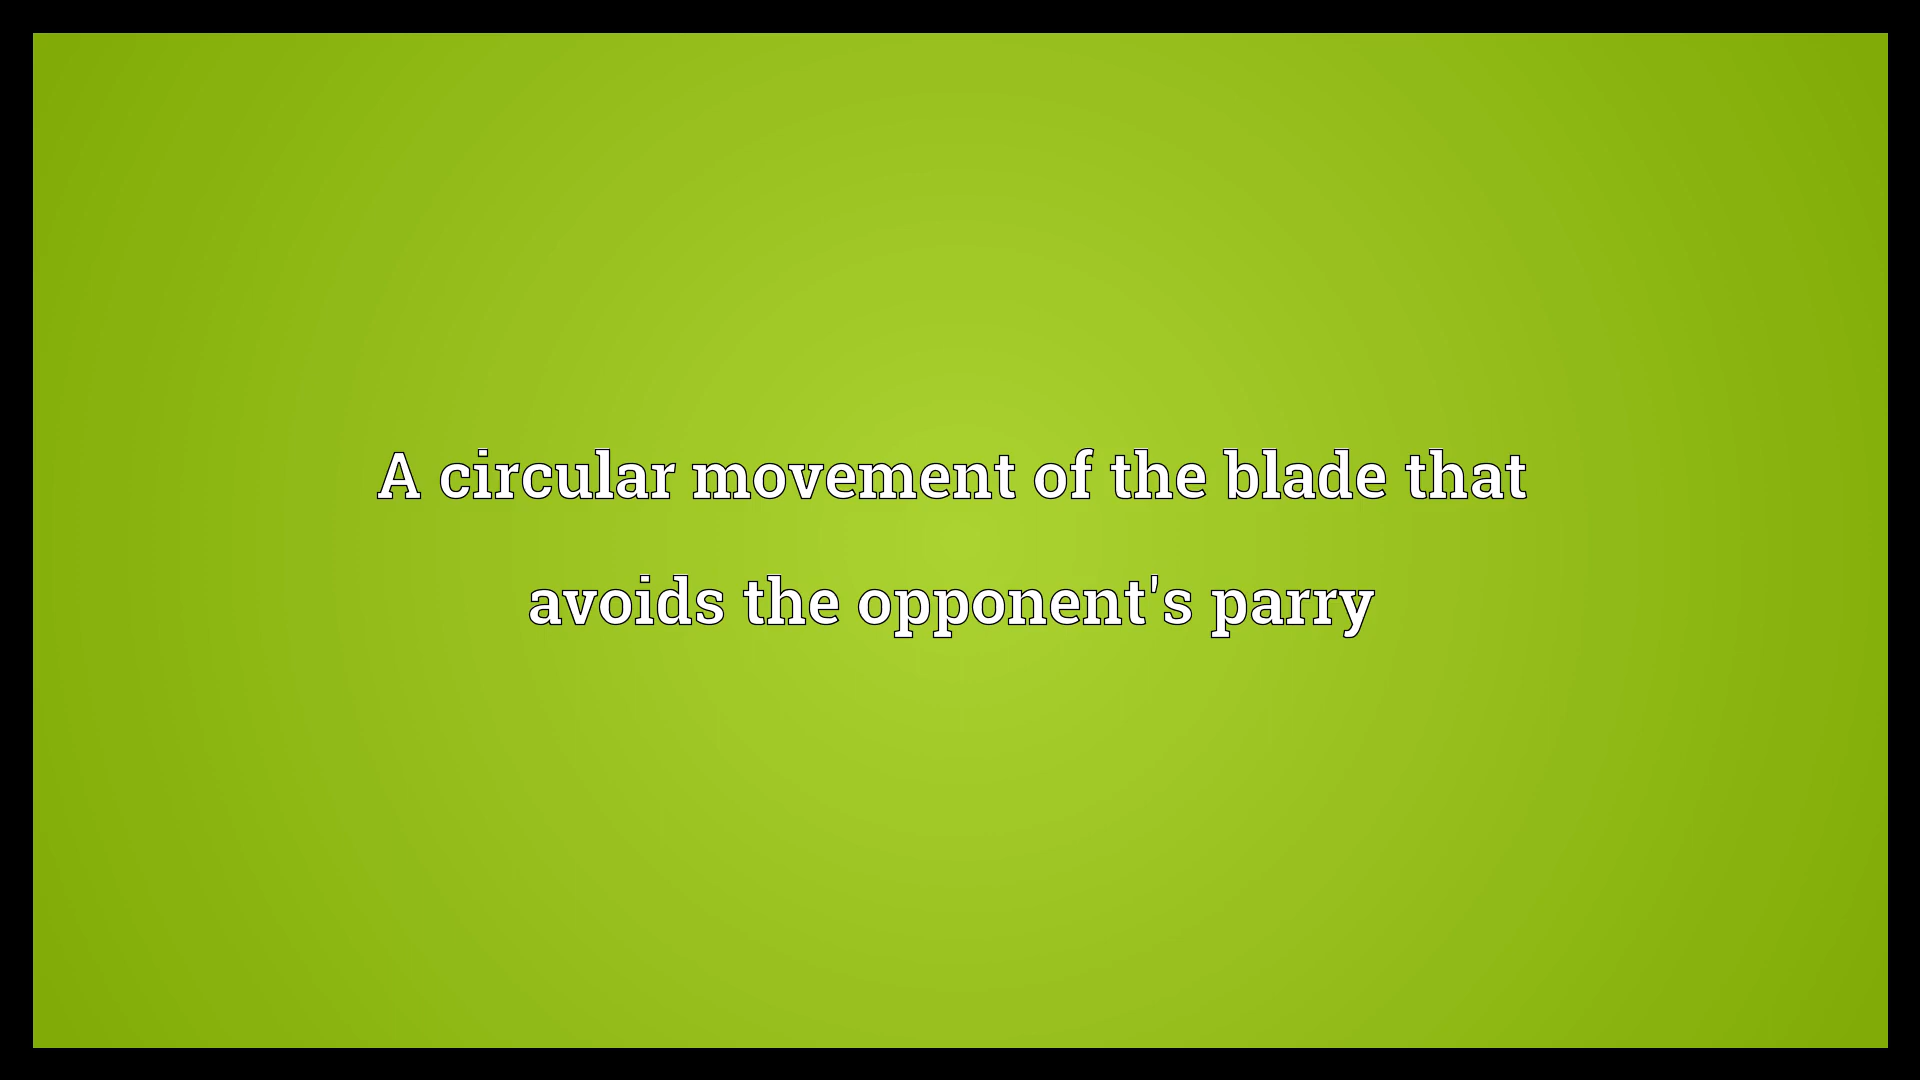 A circular movement of the blade that
avoids the opponent's parry